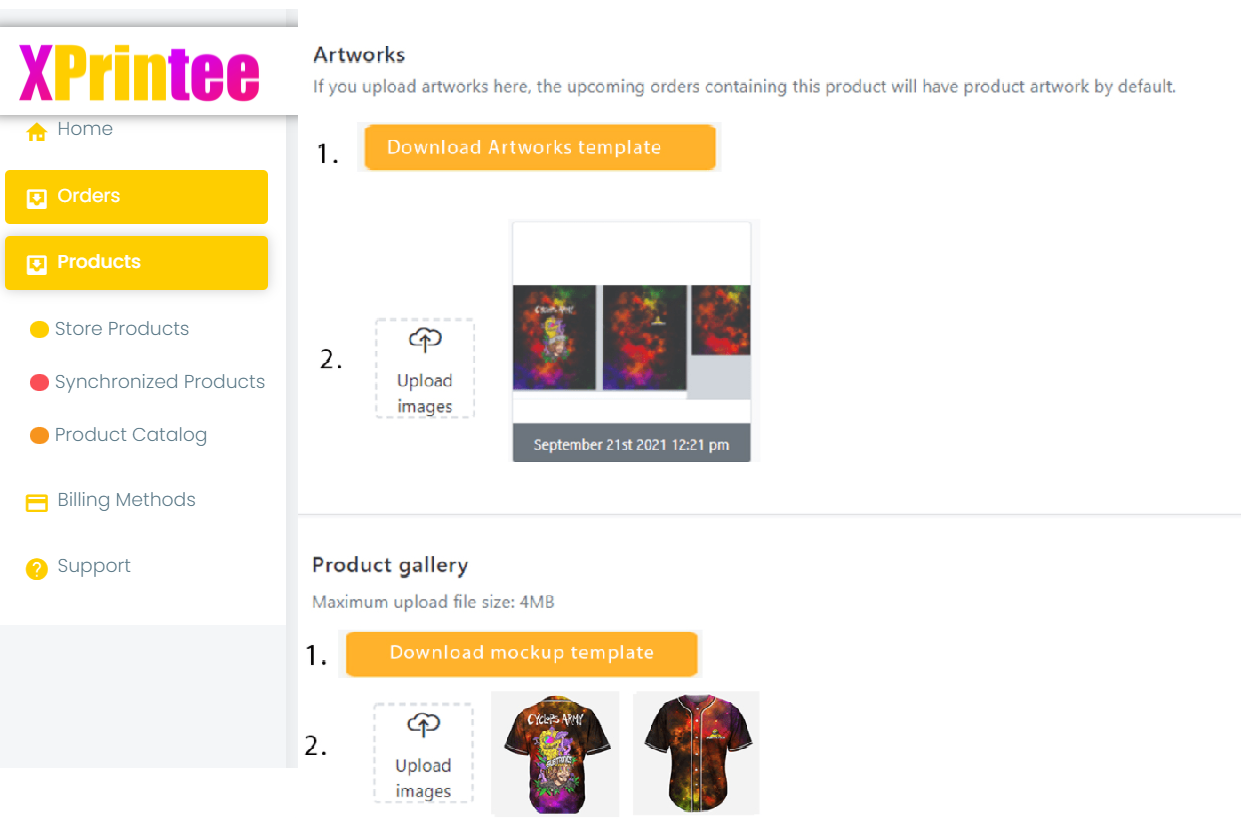 XPrintee
Home
Orders
Products
Store Products
Synchronized Products
Product Catalog
Billing Methods
Support
Artworks
If you upload artworks here, the upcoming orders containing this product will have product artwork by default.
1.
Download Artworks template
2.
Upload
images
CYCLOPS ARMY
September 21st 2021 12:21 pm
Product gallery
Maximum upload file size: 4MB
1.
Download mockup template
2.
Upload
images
CYCLOPS ARMY